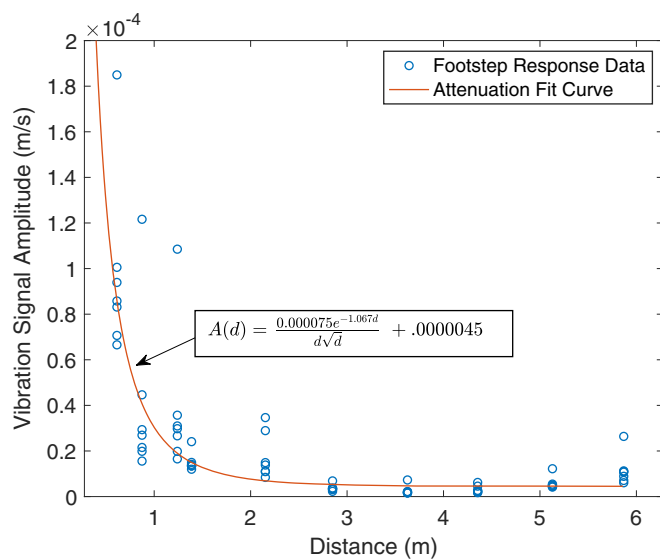 ×10⁻⁴
2
1.8
1.6
1.4
1.2
1
0.8
0.6
0.4
0.2
0
Vibration Signal Amplitude (m/s)
Footstep Response Data
Attenuation Fit Curve
A(d) = \frac{0.000075e^{-1.067d}}{d\sqrt{d}} + .0000045
1 2 3 4 5 6
Distance (m)